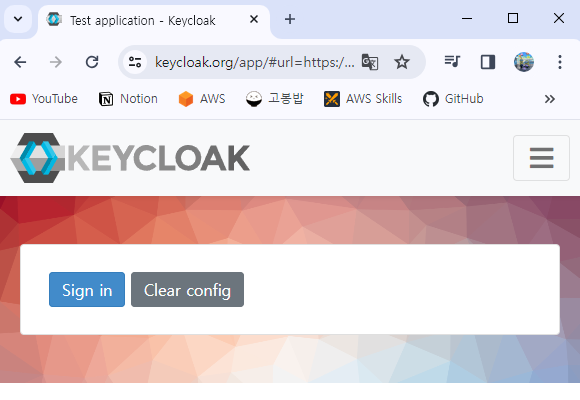 Test application - Keycloak
keycloak.org/app/#url=https:/...
YouTube Notion AWS 고봉밥 AWS Skills GitHub
KEYCLOAK
Sign in Clear config